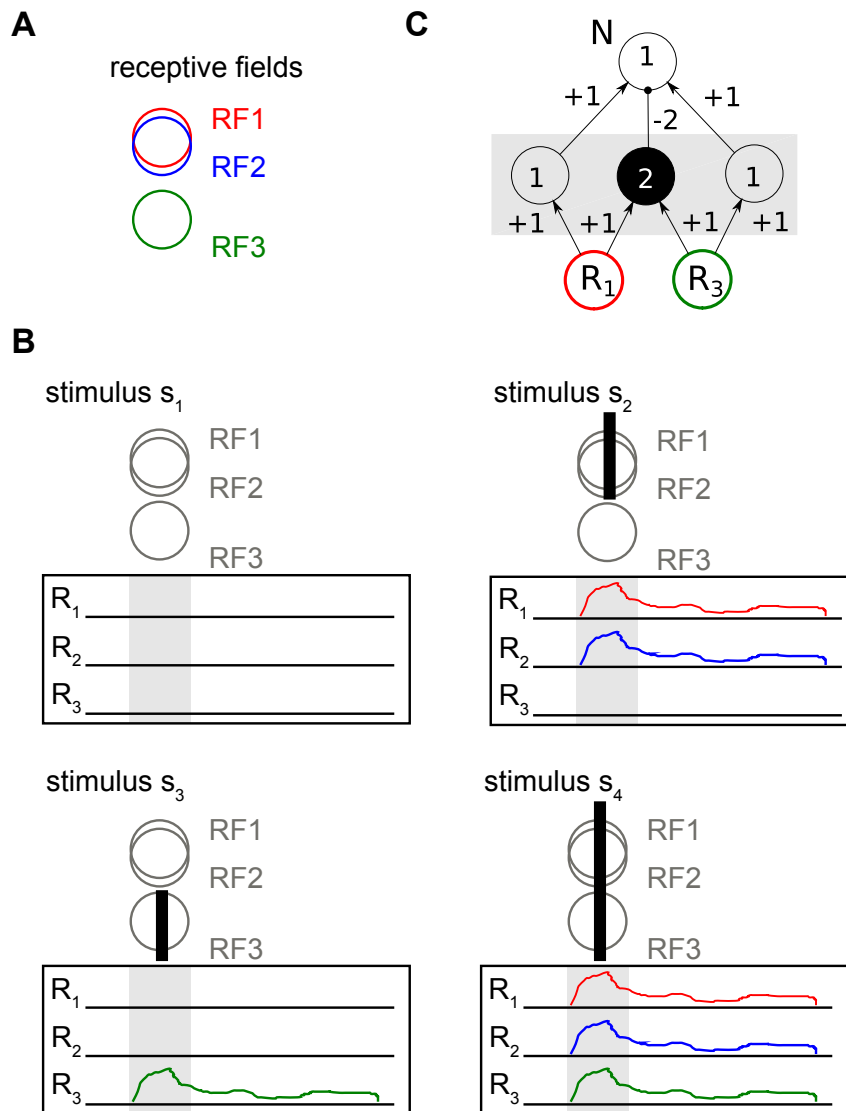 A
receptive fields
RF1
RF2
RF3
C
N
1
+1
+1
-2
1
2
1
+1
+1
+1
+1
R1
R3
B
stimulus s1
RF1
RF2
RF3
R1
R2
R3
stimulus s2
RF1
RF2
RF3
R1
R2
R3
stimulus s3
RF1
RF2
RF3
R1
R2
R3
stimulus s4
RF1
RF2
RF3
R1
R2
R3